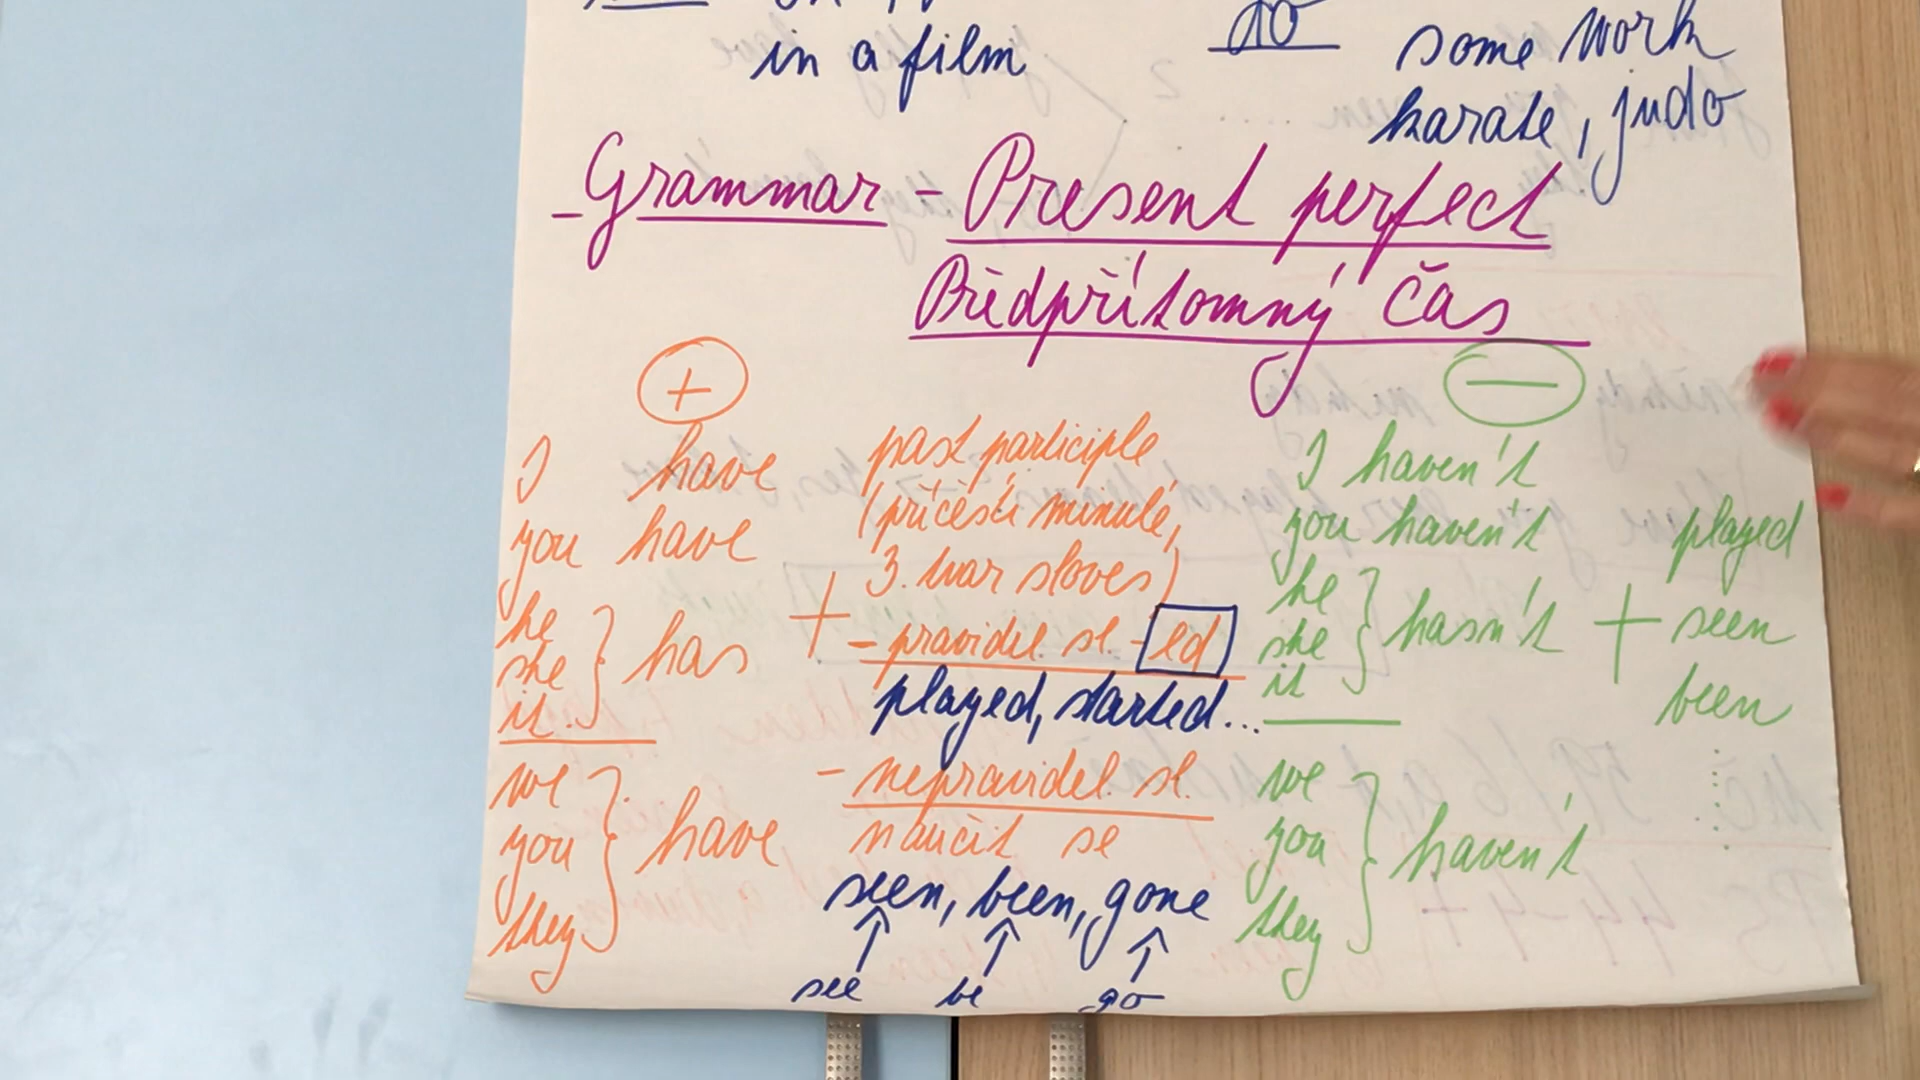 in a film
do some work
karate, judo
- Grammar - Present perfect
Předpřítomný čas
+
I have
you have
he
she
it
has
we
you
they
have
+
past participle
(příčestí minulé,
3. tvar sloves)
- pravidel. sl. -ed
played, started...
- nepravidel. sl.
naučit se
seen, been, gone
see be go
—
I haven't
you haven't
he
she
it
hasn't
we
you
they
haven't
+
played
seen
been